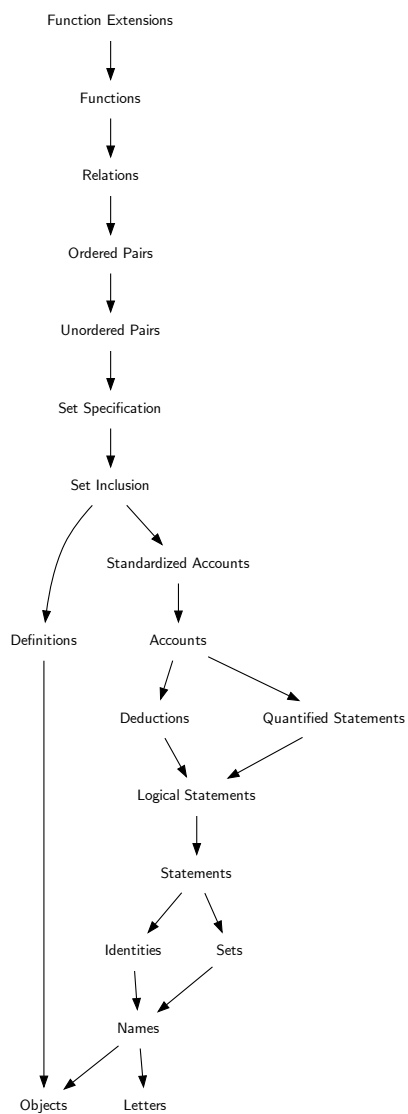 Function Extensions
Functions
Relations
Ordered Pairs
Unordered Pairs
Set Specification
Set Inclusion
Standardized Accounts
Definitions
Accounts
Deductions
Quantified Statements
Logical Statements
Statements
Identities
Sets
Names
Objects
Letters